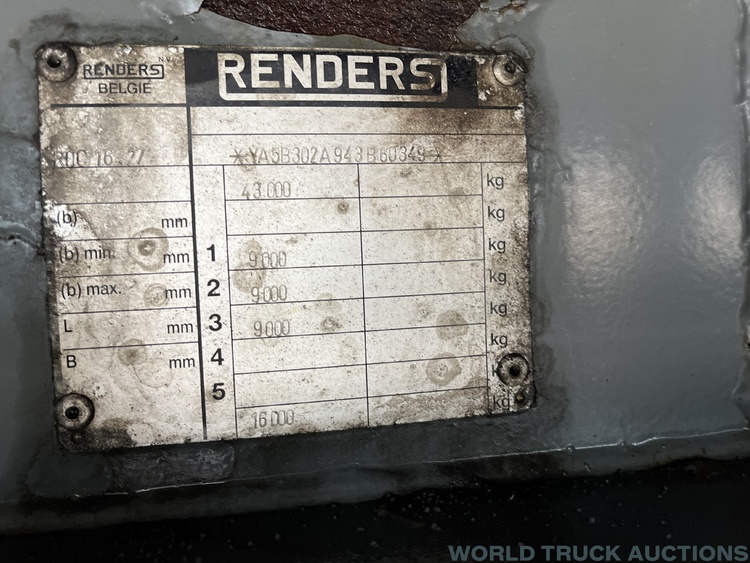 RENDERS N.V.
BELGIE
RENDERS
ROC 16.27
X YA5B302A943B60349 X
43.000 kg
(b) mm kg
(b) min. mm 1 9.000 kg
(b) max. mm 2 9.000 kg
L mm 3 9.000 kg
B mm 4 kg
5 kg
16.000 kg
WORLD TRUCK AUCTIONS